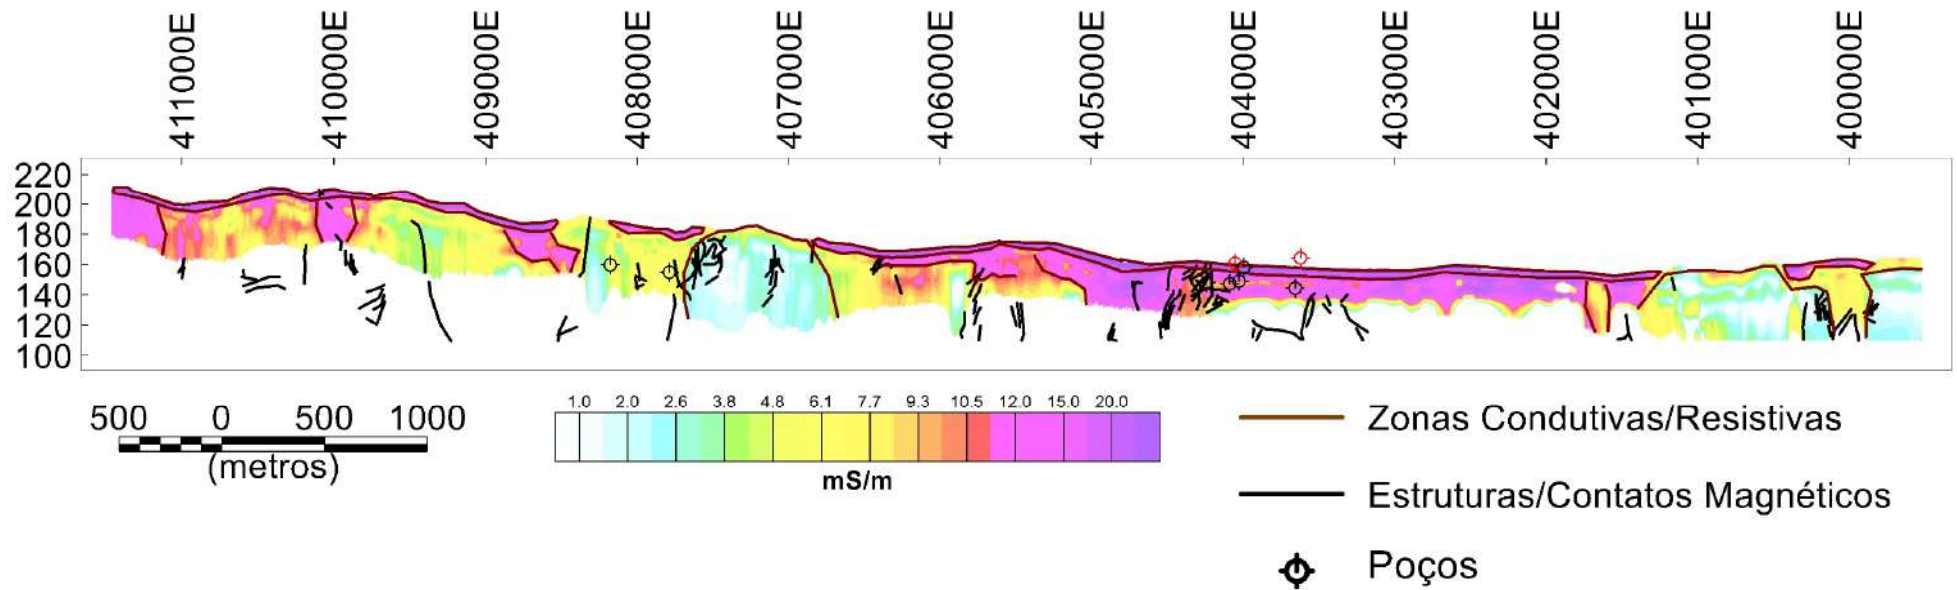 411000E 410000E 409000E 408000E 407000E 406000E 405000E 404000E 403000E 402000E 401000E 400000E
220
200
180
160
140
120
100
500 0 500 1000
(metros)
1.0 2.0 2.6 3.8 4.8 6.1 7.7 9.3 10.5 12.0 15.0 20.0
mS/m
Zonas Condutivas/Resistivas
Estruturas/Contatos Magnéticos
Poços